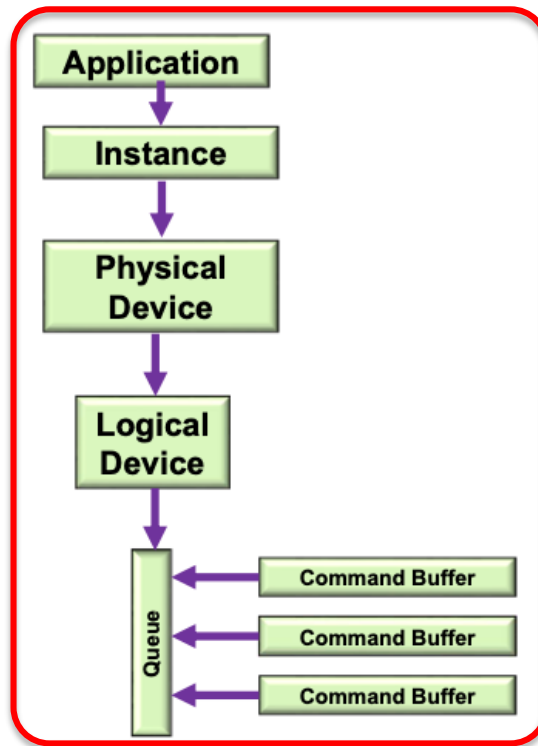 Application
Instance
Physical
Device
Logical
Device
Queue
Command Buffer
Command Buffer
Command Buffer